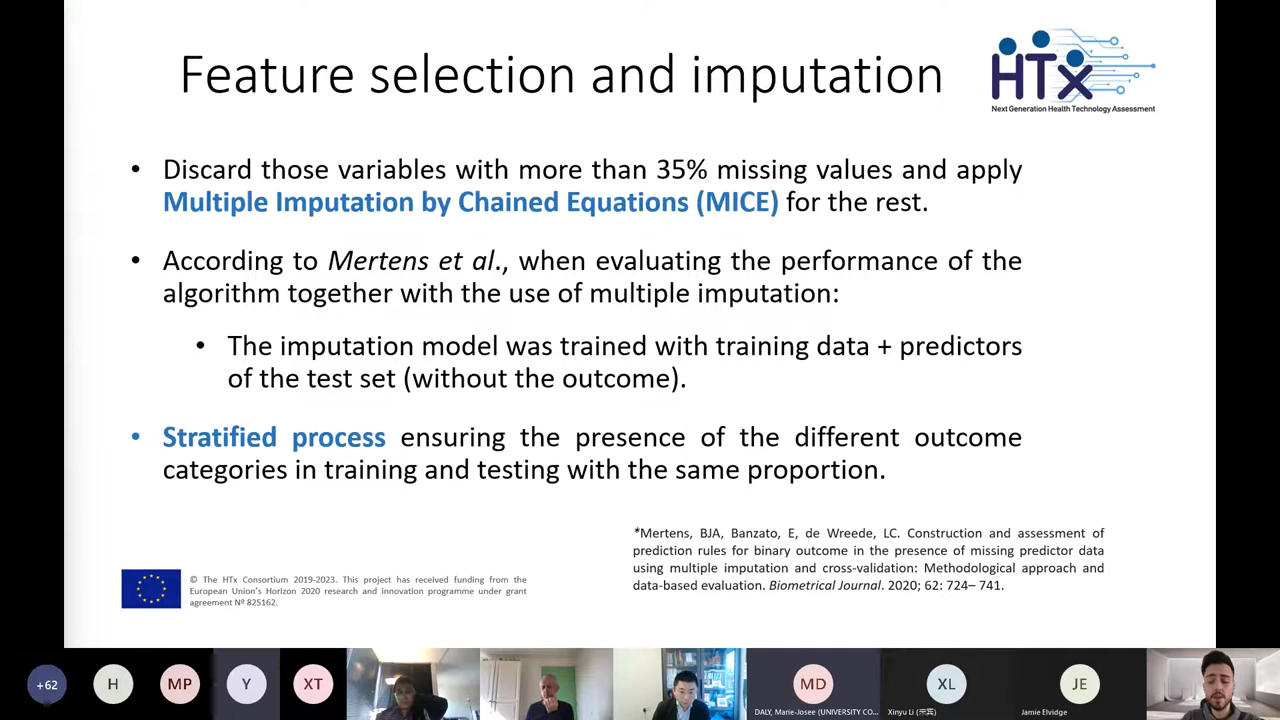 Feature selection and imputation
HTx
Next Generation Health Technology Assessment
• Discard those variables with more than 35% missing values and apply
Multiple Imputation by Chained Equations (MICE) for the rest.
• According to Mertens et al., when evaluating the performance of the
algorithm together with the use of multiple imputation:
• The imputation model was trained with training data + predictors
of the test set (without the outcome).
• Stratified process ensuring the presence of the different outcome
categories in training and testing with the same proportion.
*Mertens, BJA, Banzato, E, de Wreede, LC. Construction and assessment of
prediction rules for binary outcome in the presence of missing predictor data
using multiple imputation and cross-validation: Methodological approach and
data-based evaluation. Biometrical Journal. 2020; 62: 724– 741.
© The HTx Consortium 2019-2023. This project has received funding from the
European Union's Horizon 2020 research and innovation programme under grant
agreement Nº 825162.
+62
H
MP
Y
XT
MD
XL
JE
DALY, Marie-Josee (UNIVERSITY CO...
Xinyu Li
Jamie Elvidge